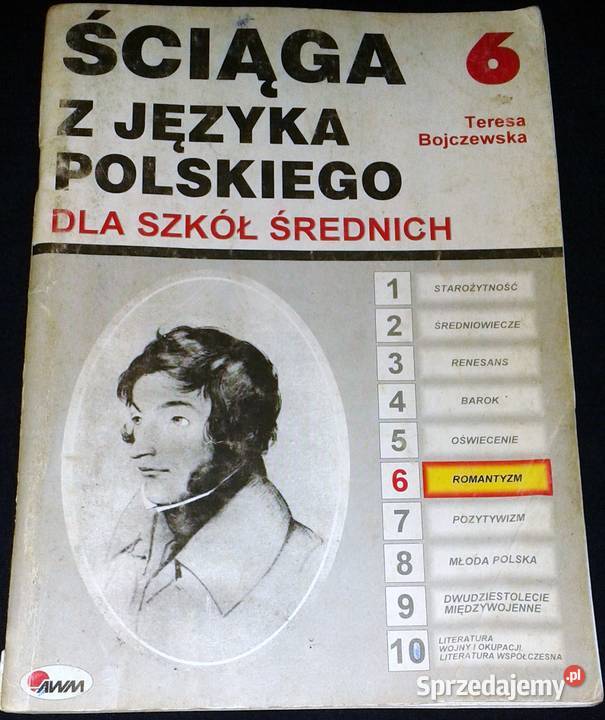 ŚCIĄGA
6
Z JĘZYKA
POLSKIEGO
Teresa
Bojczewska
DLA SZKÓŁ ŚREDNICH
1 STAROŻYTNOŚĆ
2 ŚREDNIOWIECZE
3 RENESANS
4 BAROK
5 OŚWIECENIE
6 ROMANTYZM
7 POZYTYWIZM
8 MŁODA POLSKA
9 DWUDZIESTOLECIE
MIĘDZYWOJENNE
10 LITERATURA
WOJNY I OKUPACJI.
LITERATURA WSPÓŁCZESNA
AWM
Sprzedajemy.pl